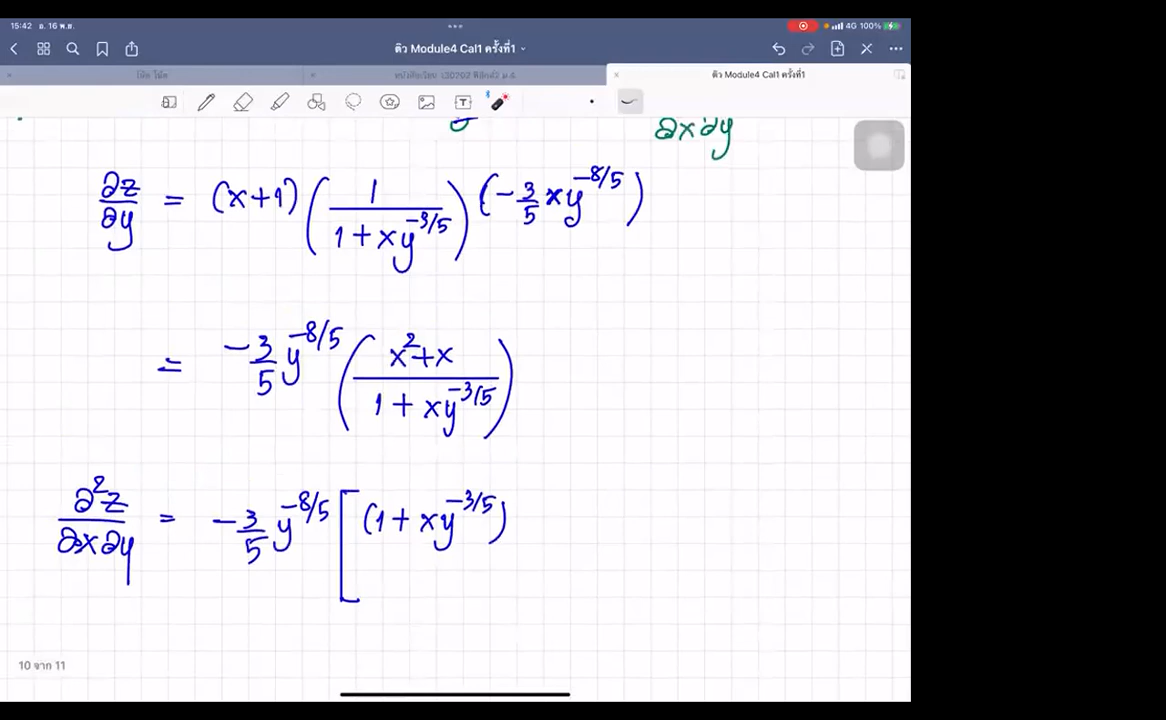 15:42 อ. 16 พ.ย.
4G 100%
ติว Module4 Cal1 ครั้งที่1
ติว Module4 Cal1 ครั้งที่1
∂x∂y
∂z/∂y = (x+1) (1/(1+xy^(-3/5))) (-3/5 xy^(-8/5))
= -3/5 y^(-8/5) ((x²+x)/(1+xy^(-3/5)))
∂²z/∂x∂y = -3/5 y^(-8/5) [(1+xy^(-3/5))
10 จาก 11